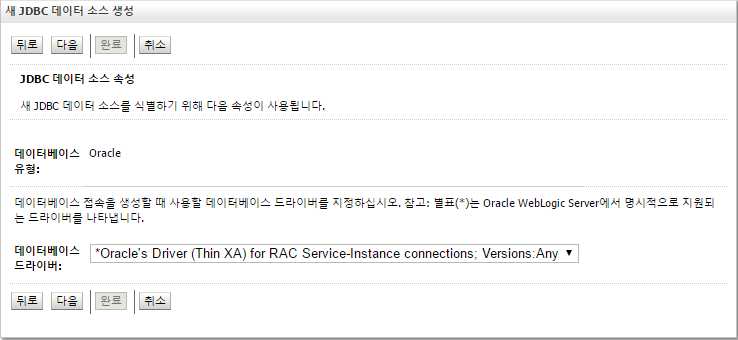 새 JDBC 데이터 소스 생성
뒤로 다음 완료 취소
JDBC 데이터 소스 속성
새 JDBC 데이터 소스를 식별하기 위해 다음 속성이 사용됩니다.
데이터베이스 Oracle
유형:
데이터베이스 접속을 생성할 때 사용할 데이터베이스 드라이버를 지정하십시오. 참고: 별표(*)는 Oracle WebLogic Server에서 명시적으로 지원되
는 드라이버를 나타냅니다.
데이터베이스 *Oracle's Driver (Thin XA) for RAC Service-Instance connections; Versions:Any
드라이버:
뒤로 다음 완료 취소